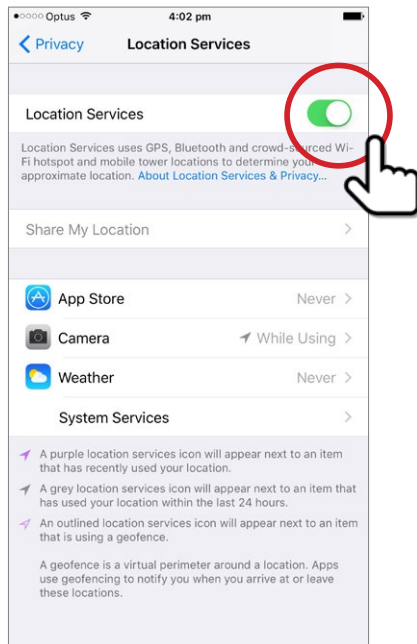 Optus 4:02 pm
Privacy Location Services
Location Services
Location Services uses GPS, Bluetooth and crowd-sourced Wi-
Fi hotspot and mobile tower locations to determine your
approximate location. About Location Services & Privacy...
Share My Location
App Store Never
Camera While Using
Weather Never
System Services
A purple location services icon will appear next to an item
that has recently used your location.
A grey location services icon will appear next to an item that
has used your location within the last 24 hours.
An outlined location services icon will appear next to an item
that is using a geofence.
A geofence is a virtual perimeter around a location. Apps
use geofencing to notify you when you arrive at or leave
these locations.